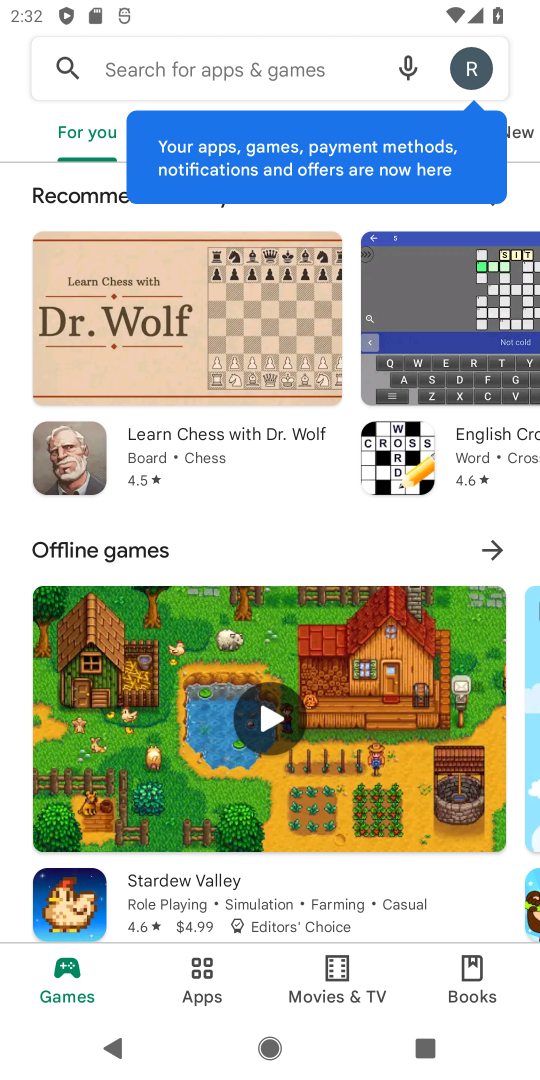 2:32
Search for apps & games
R
For you
New
Your apps, games, payment methods,
notifications and offers are now here
Learn Chess with
Dr. Wolf
S
S I T
Not cold
Q W E R T Y
A S D F G
Z X C V
Learn Chess with Dr. Wolf
Board • Chess
4.5 ★
W
CROSS
R
D
English Cro
Word • Cros
4.6 ★
Offline games
Stardew Valley
Role Playing • Simulation • Farming • Casual
4.6 ★ $4.99 Editors' Choice
Games
Apps
Movies & TV
Books